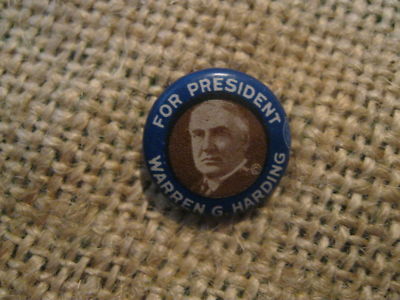 FOR PRESIDENT
WARREN G. HARDING